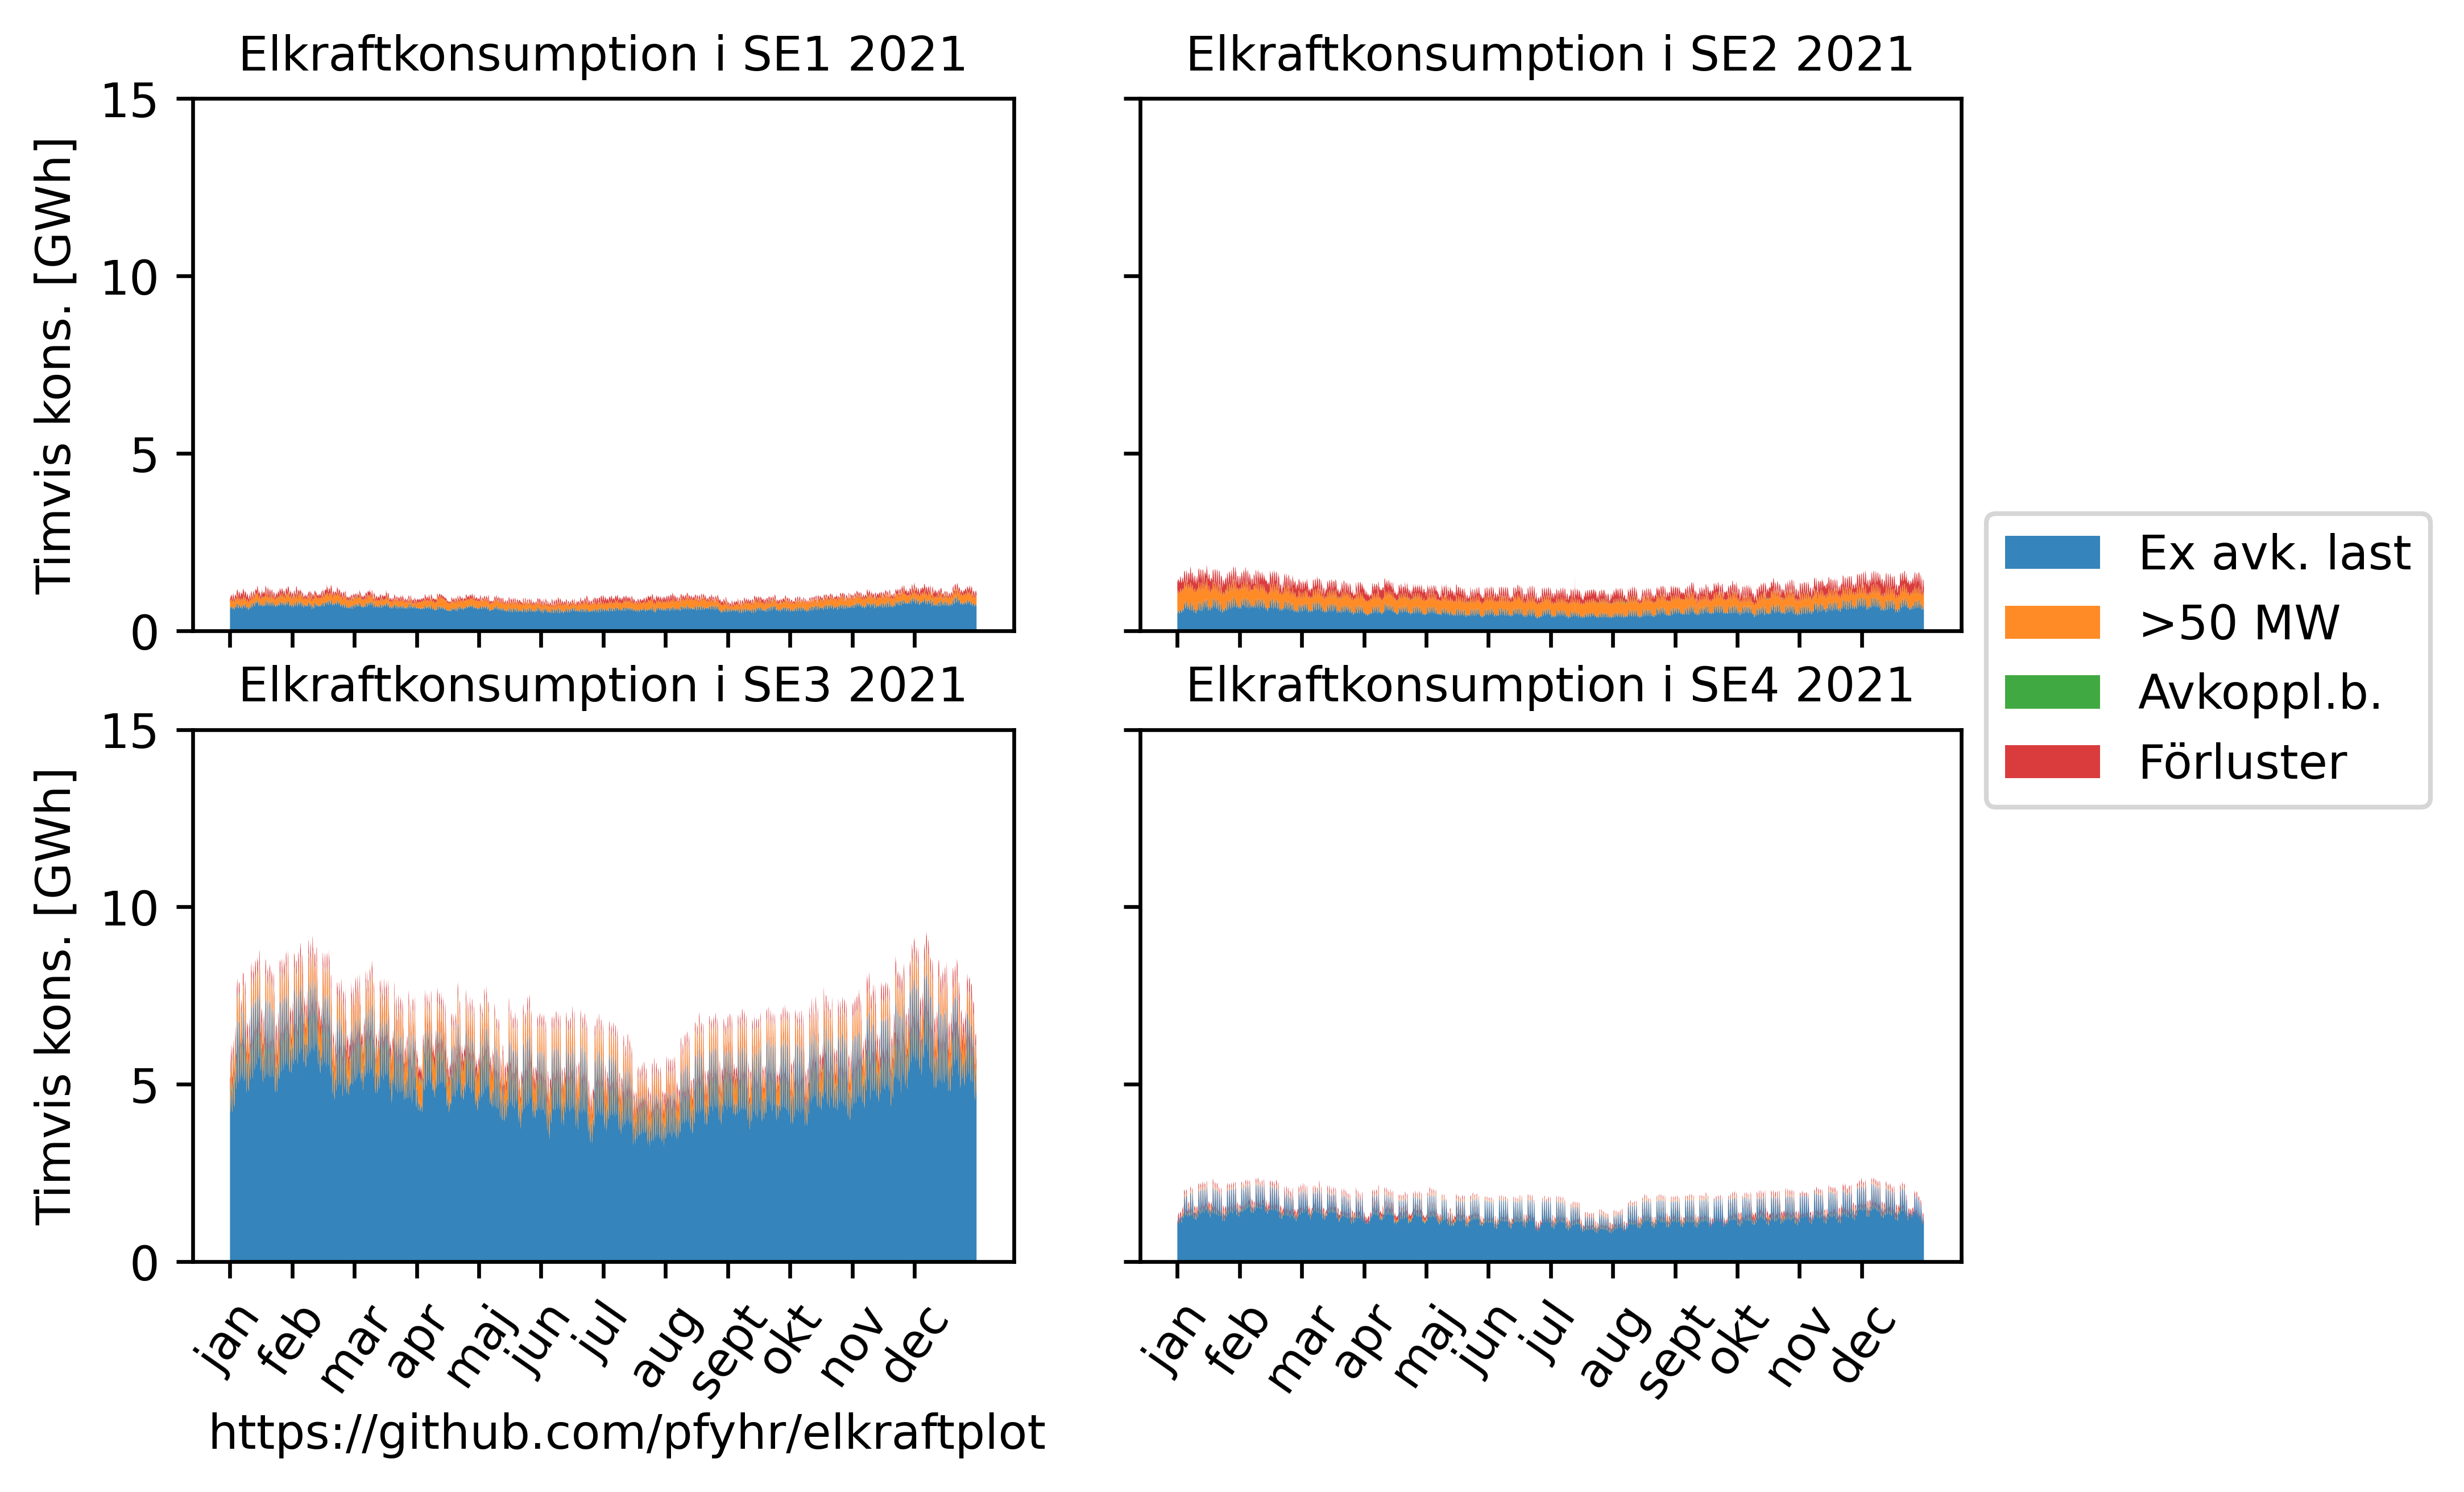 Elkraftkonsumption i SE1 2021
Timvis kons. [GWh]
15
10
5
0
Elkraftkonsumption i SE2 2021
Elkraftkonsumption i SE3 2021
Timvis kons. [GWh]
15
10
5
0
jan feb mar apr maj jun jul aug sept okt nov dec
Elkraftkonsumption i SE4 2021
jan feb mar apr maj jun jul aug sept okt nov dec
Ex avk. last
>50 MW
Avkoppl.b.
Förluster
https://github.com/pfyhr/elkraftplot